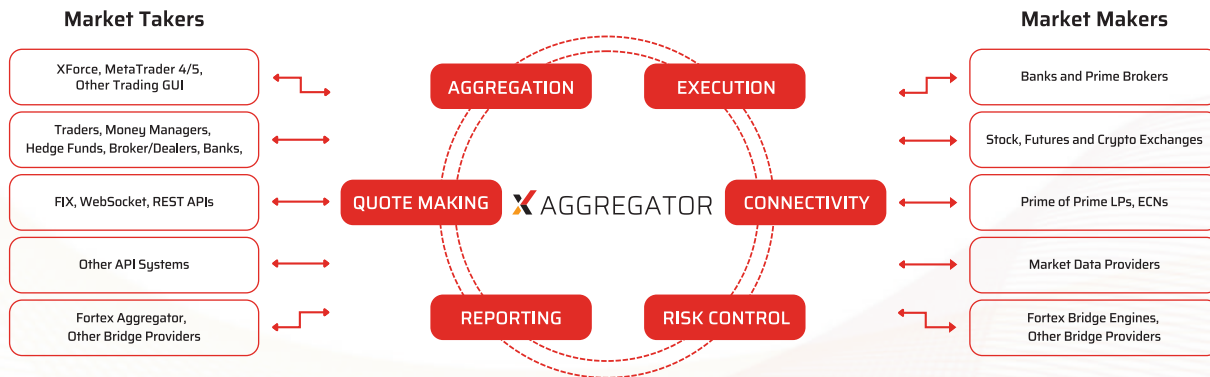 Market Takers
XForce, MetaTrader 4/5,
Other Trading GUI
Traders, Money Managers,
Hedge Funds, Broker/Dealers, Banks,
FIX, WebSocket, REST APIs
Other API Systems
Fortex Aggregator,
Other Bridge Providers
AGGREGATION
EXECUTION
QUOTE MAKING
X AGGREGATOR
CONNECTIVITY
REPORTING
RISK CONTROL
Market Makers
Banks and Prime Brokers
Stock, Futures and Crypto Exchanges
Prime of Prime LPs, ECNs
Market Data Providers
Fortex Bridge Engines,
Other Bridge Providers